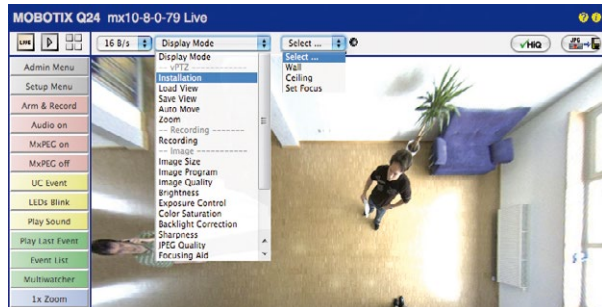 MOBOTIX Q24 mx10-8-0-79 Live
LIVE
16 B/s
Display Mode
Select ...
HiQ
JPG
Display Mode
-- vPTZ --------------
Installation
Load View
Save View
Auto Move
Zoom
-- Recording -------
Recording
-- Image ----------
Image Size
Image Program
Image Quality
Brightness
Exposure Control
Color Saturation
Backlight Correction
Sharpness
JPEG Quality
Focusing Aid
Select ...
Wall
Ceiling
Set Focus
Admin Menu
Setup Menu
Arm & Record
Audio on
MxPEG on
MxPEG off
UC Event
LEDs Blink
Play Sound
Play Last Event
Event List
Multiwatcher
1x Zoom